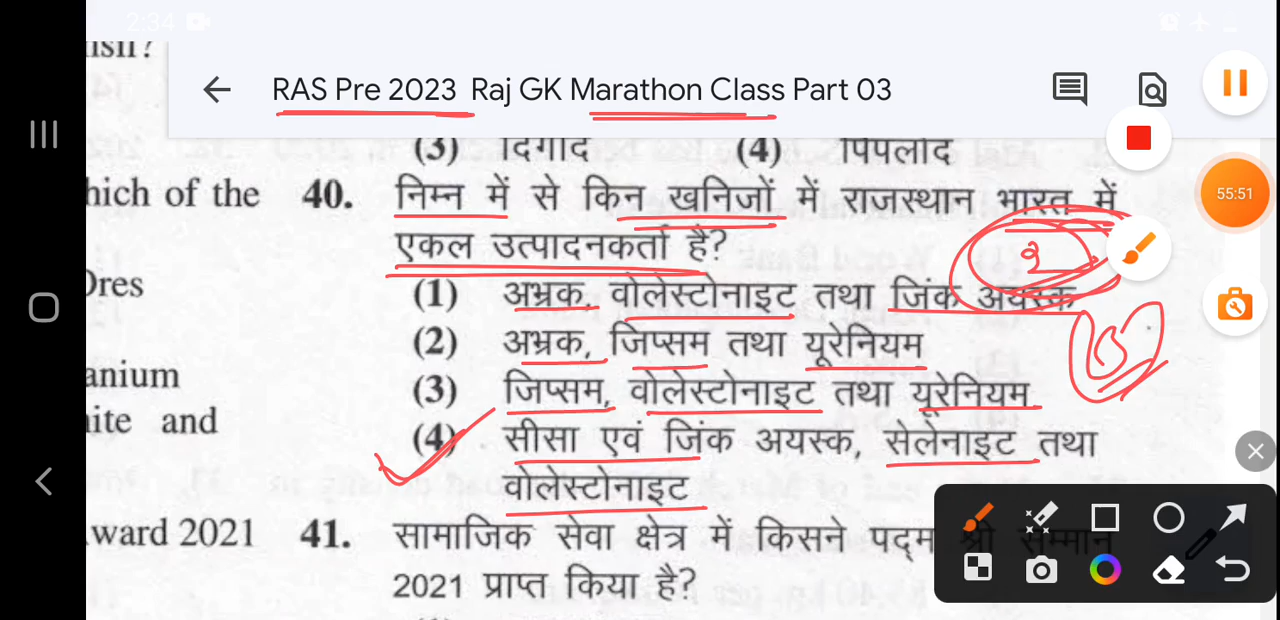 2:34
RAS Pre 2023 Raj GK Marathon Class Part 03
(3) दिगोद (4) पिपलोद
hich of the 40. निम्न में से किन खनिजों में राजस्थान भारत में
एकल उत्पादनकर्ता है?
Ores (1) अभ्रक, वोलेस्टोनाइट तथा जिंक अयस्क
(2) अभ्रक, जिप्सम तथा यूरेनियम
anium (3) जिप्सम, वोलेस्टोनाइट तथा यूरेनियम
ite and (4) सीसा एवं जिंक अयस्क, सेलेनाइट तथा
वोलेस्टोनाइट
ward 2021 41. सामाजिक सेवा क्षेत्र में किसने पद्म श्री सम्मान
2021 प्राप्त किया है?
55:51